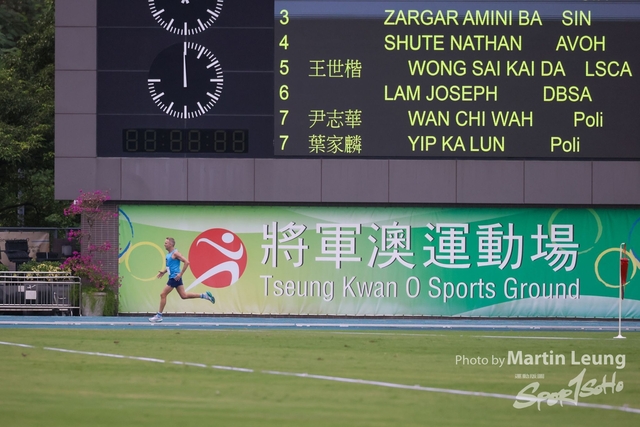 3 ZARGAR AMINI BA SIN
4 SHUTE NATHAN AVOH
5 王世楷 WONG SAI KAI DA LSCA
6 LAM JOSEPH DBSA
7 尹志華 WAN CHI WAH Poli
7 葉家麟 YIP KA LUN Poli
將軍澳運動場
Tseung Kwan O Sports Ground
Photo by Martin Leung